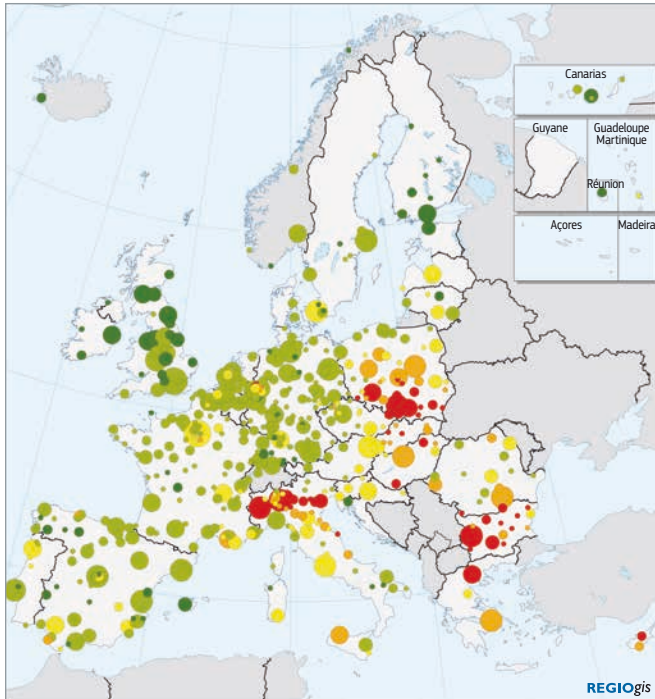 Canarias
Guyane
Guadeloupe
Martinique
Réunion
Açores
Madeira
REGIOgis